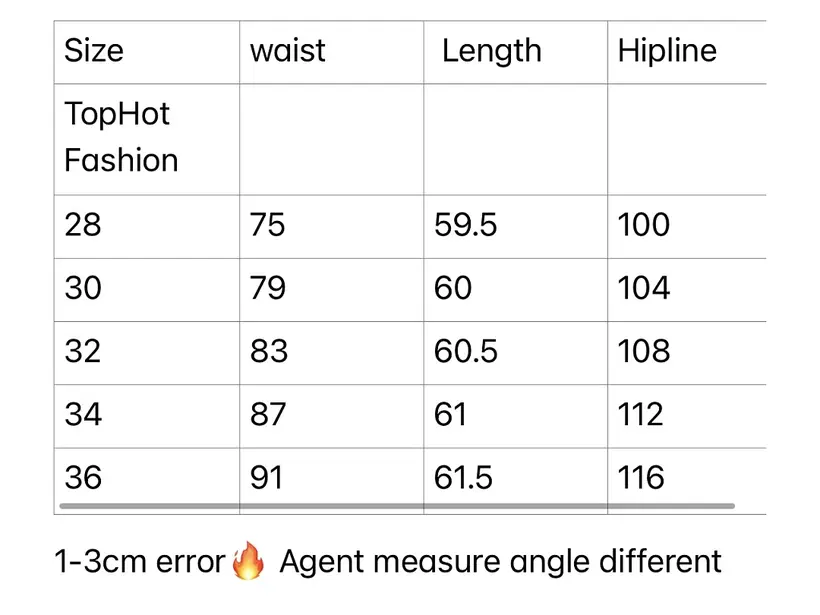 Size waist Length Hipline
TopHot
Fashion
28 75 59.5 100
30 79 60 104
32 83 60.5 108
34 87 61 112
36 91 61.5 116
1-3cm error🔥 Agent measure angle different